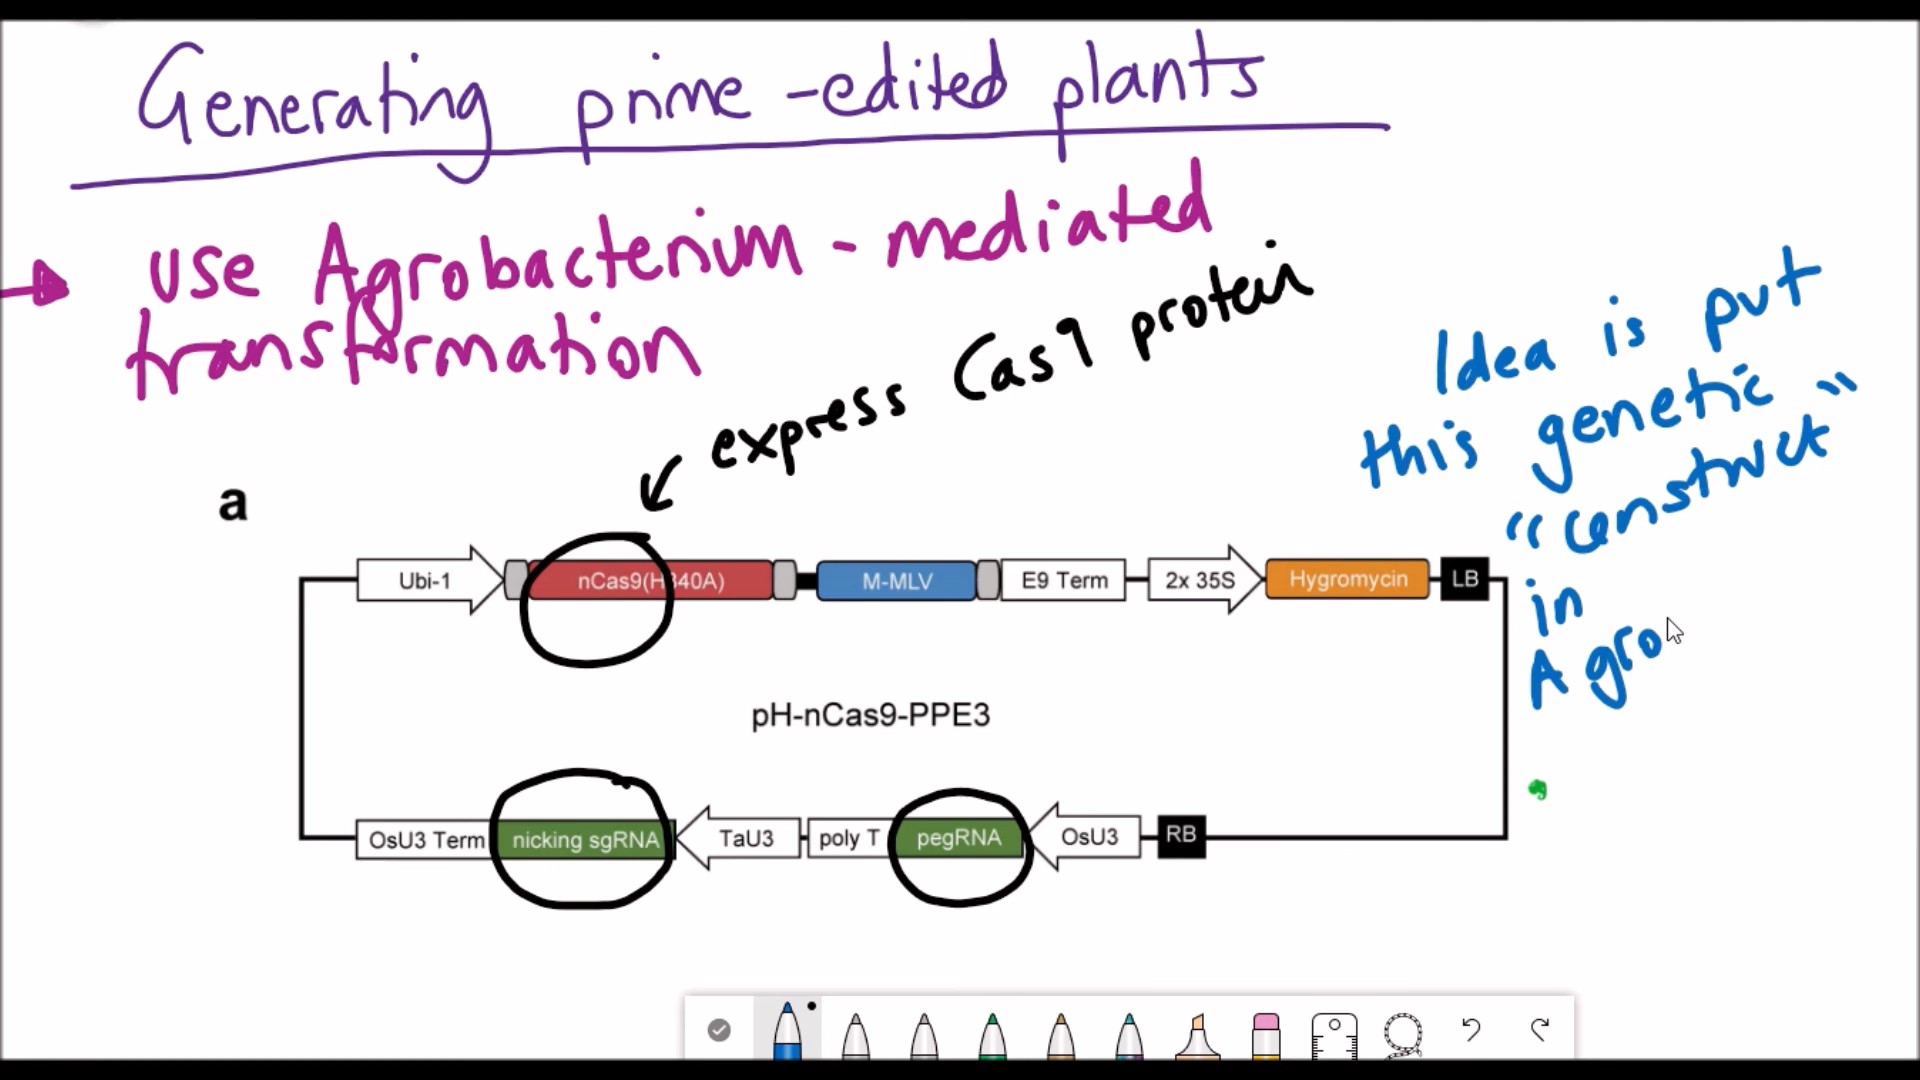 Generating prime-edited plants
use Agrobacterium-mediated
transformation
express Cas9 protein
Idea is put
this genetic
"construct"
in
Agro
a
Ubi-1 nCas9(H840A) M-MLV E9 Term 2x 35S Hygromycin LB
pH-nCas9-PPE3
OsU3 Term nicking sgRNA TaU3 poly T pegRNA OsU3 RB